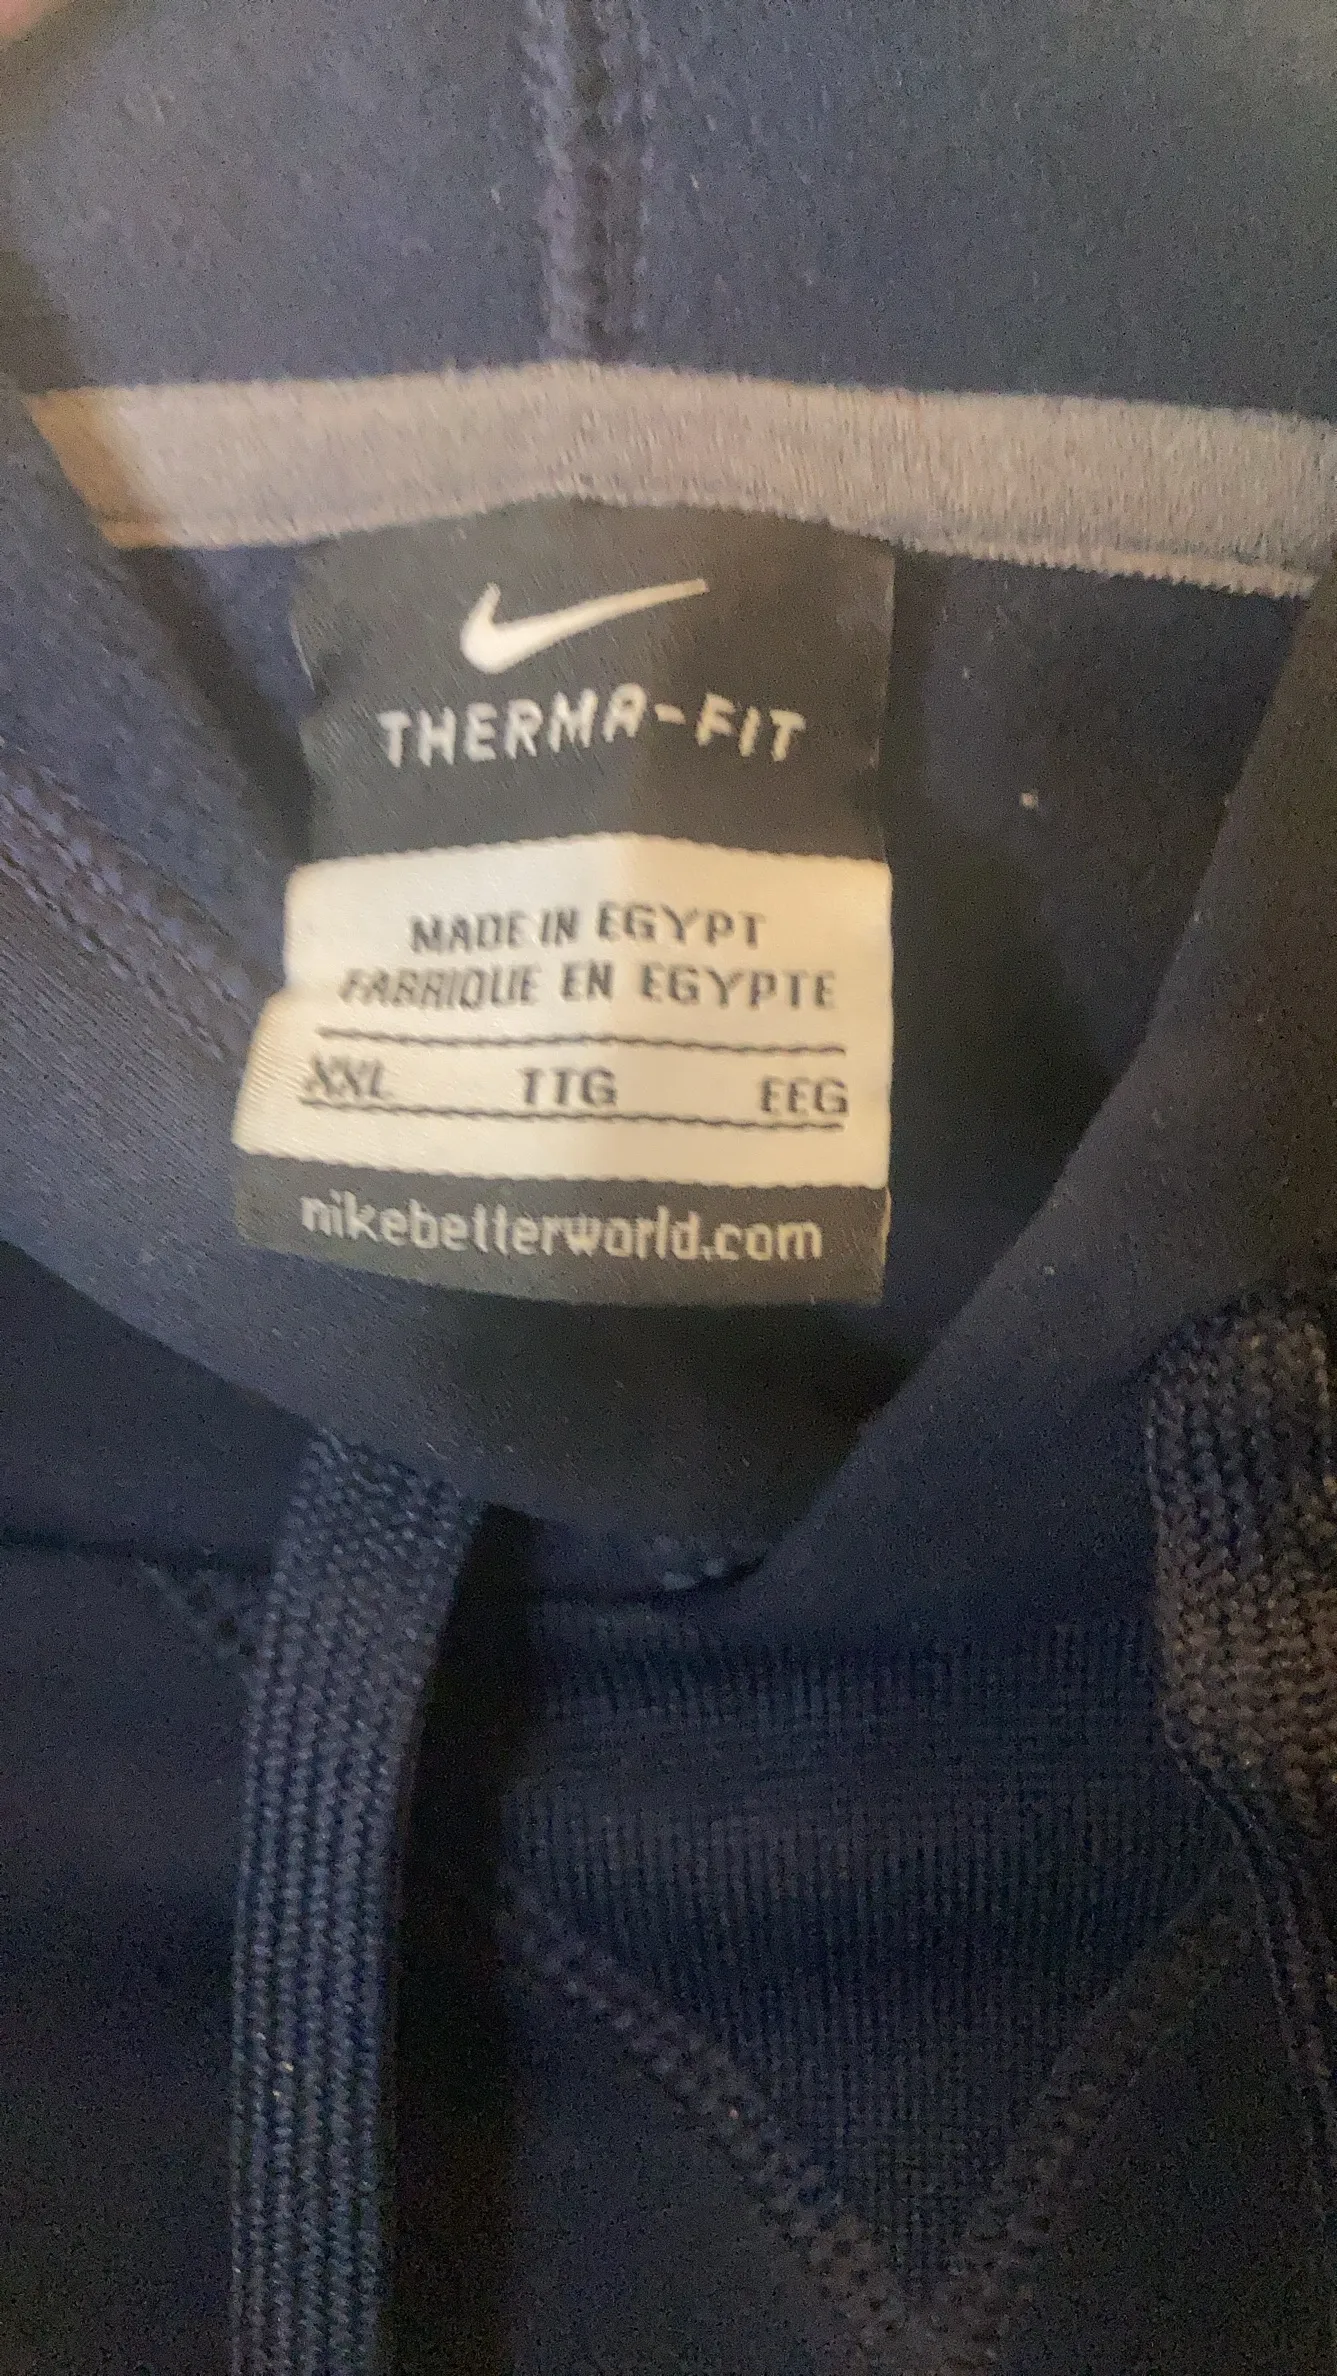 THERMA-FIT
MADE IN EGYPT
FABRIQUE EN EGYPTE
XXL TTG EEG
nikebetterworld.com